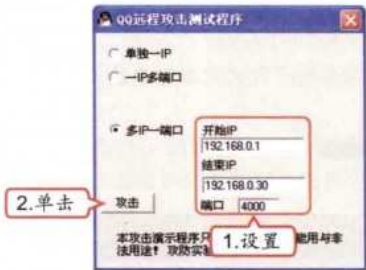 QQ远程攻击测试程序
单独一IP
一IP多端口
多IP一端口
开始IP
192.168.0.1
结束IP
192.168.0.30
端口 4000
2.单击
攻击
1.设置
本攻击演示程序只 能用与非
法用途！攻防实